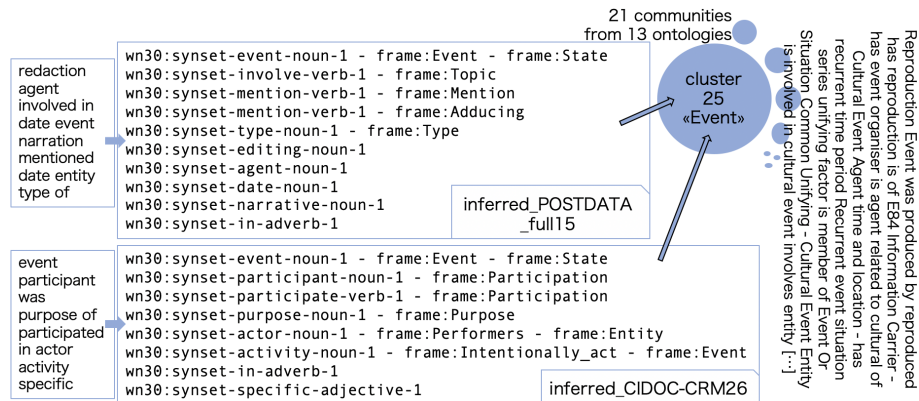 21 communities
from 13 ontologies
redaction
agent
involved in
date event
narration
mentioned
date entity
type of
wn30:synset-event-noun-1 - frame:Event - frame:State
wn30:synset-involve-verb-1 - frame:Topic
wn30:synset-mention-verb-1 - frame:Mention
wn30:synset-mention-verb-1 - frame:Adducing
wn30:synset-type-noun-1 - frame:Type
wn30:synset-editing-noun-1
wn30:synset-agent-noun-1
wn30:synset-date-noun-1
wn30:synset-narrative-noun-1
wn30:synset-in-adverb-1
inferred_POSTDATA
_full15
event
participant
was
purpose of
participated
in actor
activity
specific
wn30:synset-event-noun-1 - frame:Event - frame:State
wn30:synset-participant-noun-1 - frame:Participation
wn30:synset-participate-verb-1 - frame:Participation
wn30:synset-purpose-noun-1 - frame:Purpose
wn30:synset-actor-noun-1 - frame:Performers - frame:Entity
wn30:synset-activity-noun-1 - frame:Intentionally_act - frame:Event
wn30:synset-in-adverb-1
wn30:synset-specific-adjective-1
inferred_CIDOC-CRM26
cluster
25
«Event»
Reproduction Event was produced by reproduced
has reproduction is of E84 Information Carrier -
has event organiser is agent related to cultural of
Cultural Event Agent time and location - has
recurrent time period Recurrent event situation
series unifying factor is member of Event Or
Situation Common Unifying - Cultural Event Entity
is involved in cultural event involves entity [⋯]